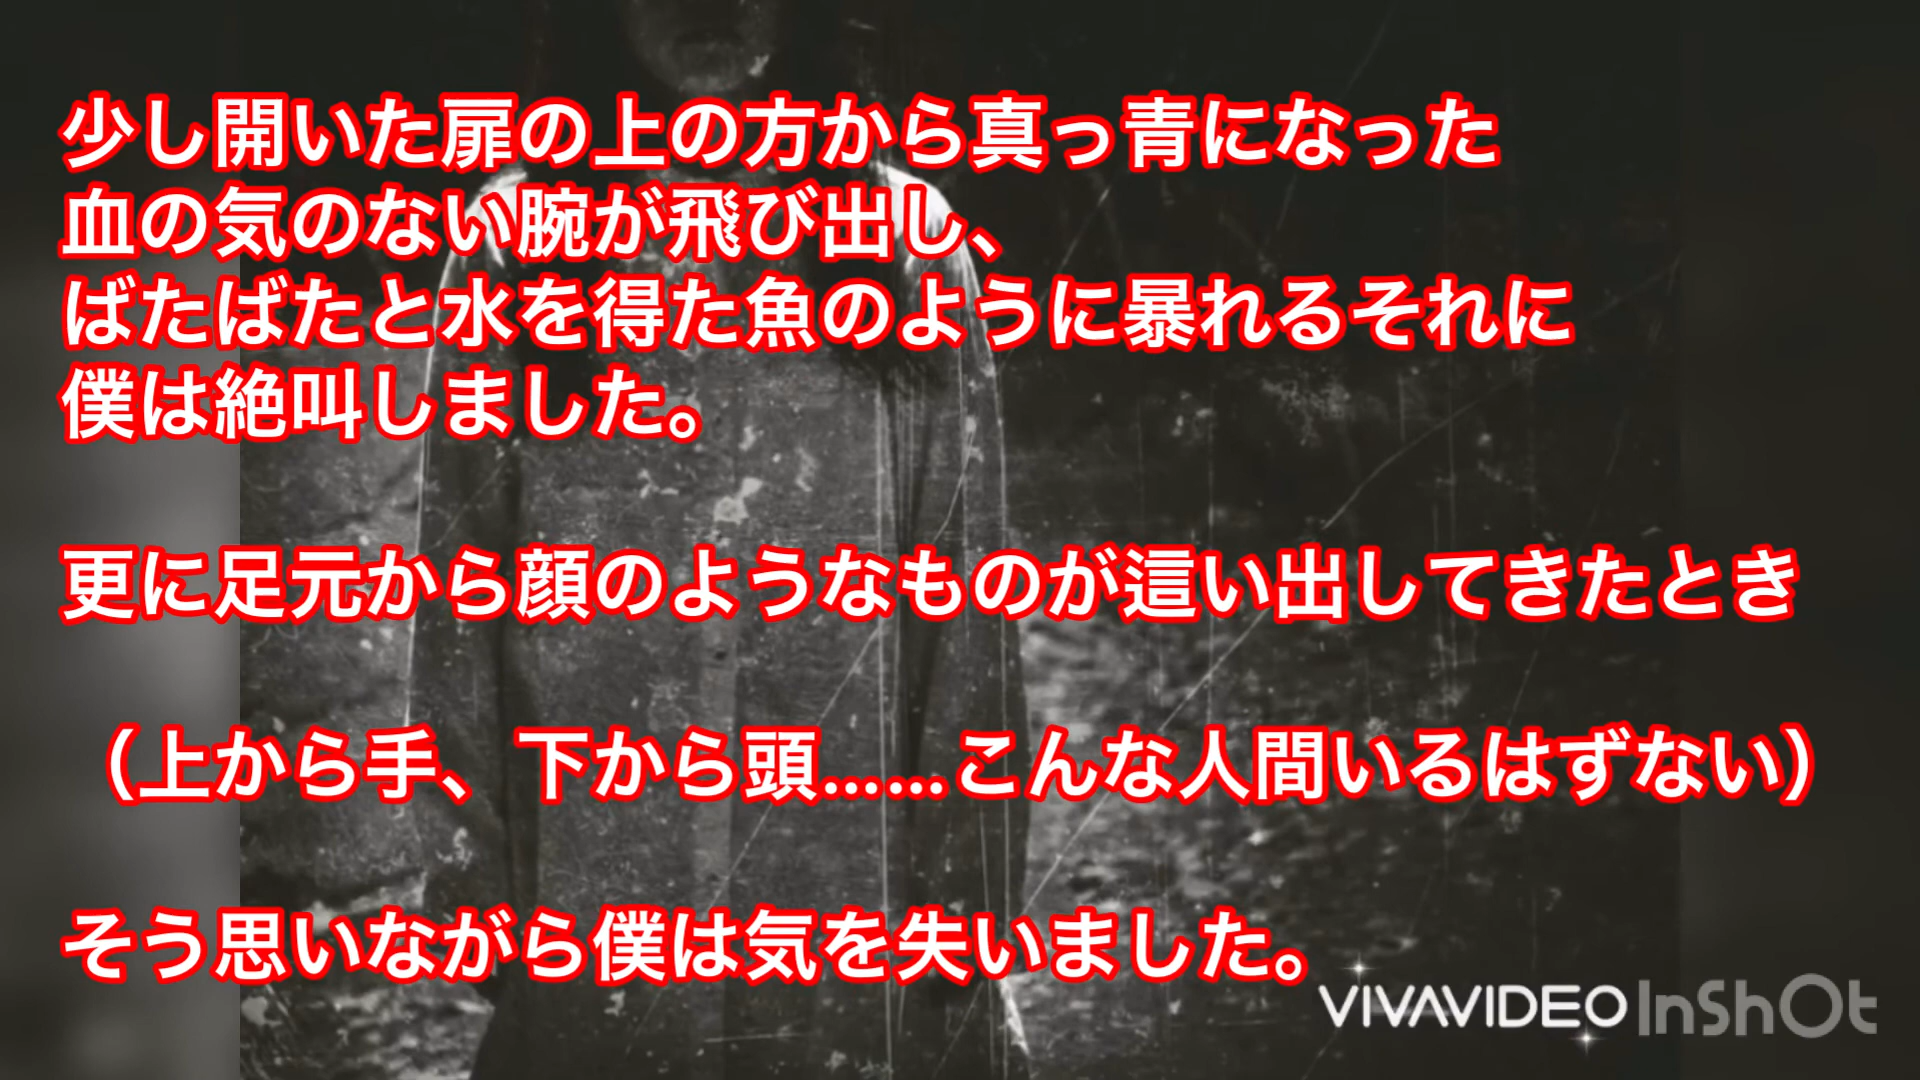 少し開いた扉の上の方から真っ青になった
血の気のない腕が飛び出し、
ばたばたと水を得た魚のように暴れるそれに
僕は絶叫しました。
更に足元から顔のようなものが這い出してきたとき
（上から手、下から頭……こんな人間いるはずない）
そう思いながら僕は気を失いました。
VIVAVIDEO InShOt